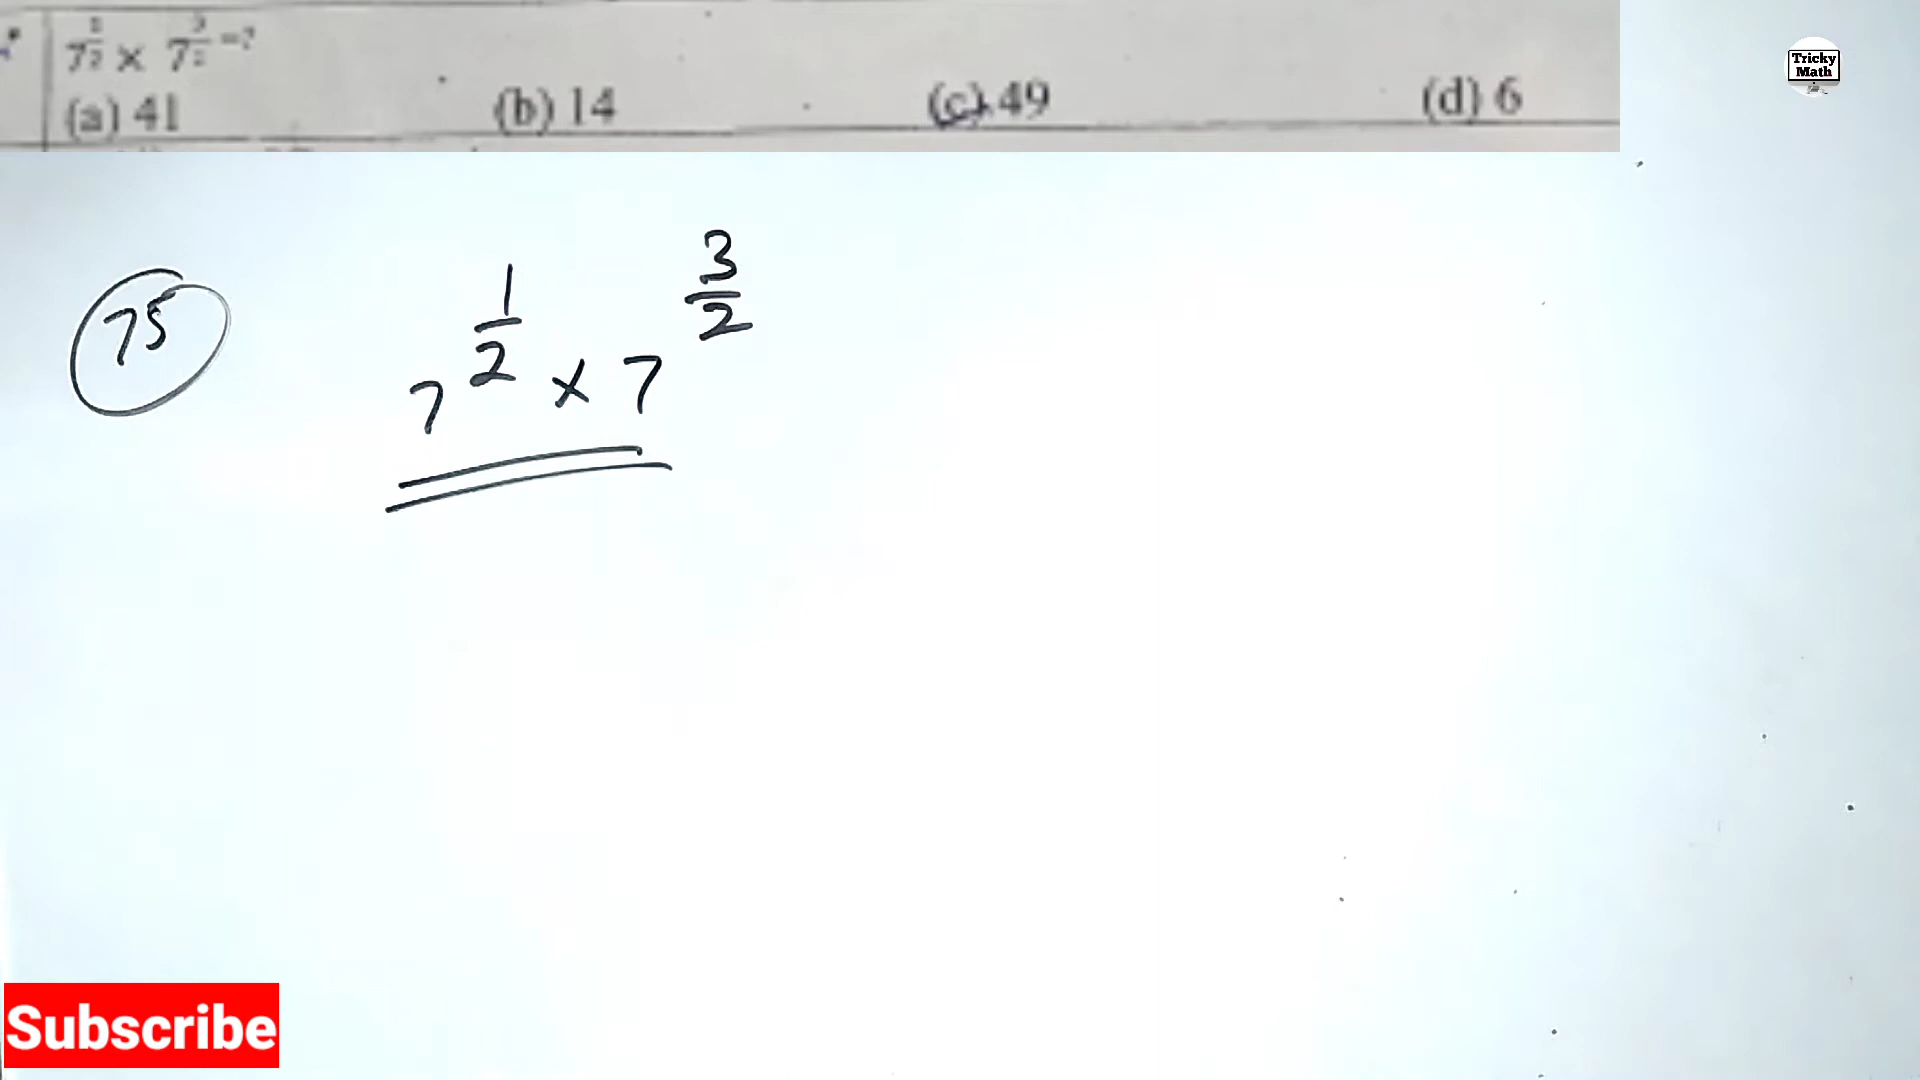 7^{1/2} × 7^{3/2} = ?
(a) 41 (b) 14 (c) 49 (d) 6
Tricky
Math
75
7^{1/2} × 7^{3/2}
Subscribe